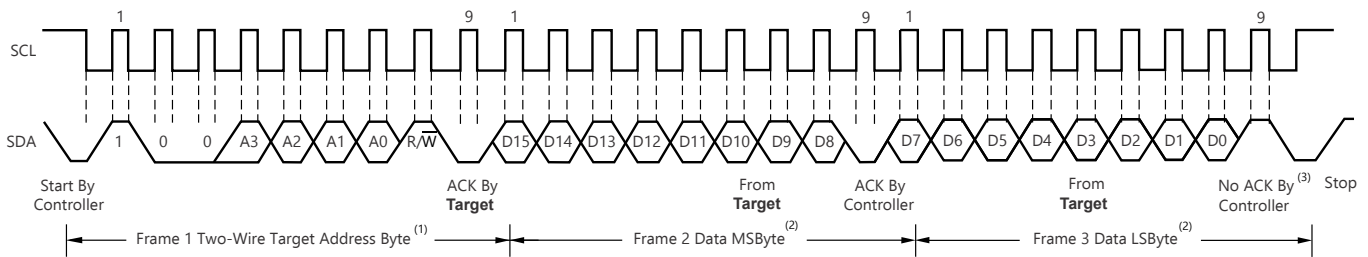 1 9 1 9 1 9
SCL
SDA 1 0 0 A3 A2 A1 A0 R/W̅ D15 D14 D13 D12 D11 D10 D9 D8 D7 D6 D5 D4 D3 D2 D1 D0
Start By Controller
ACK By Target
From Target
ACK By Controller
From Target
No ACK By (3) Controller
Stop
Frame 1 Two-Wire Target Address Byte (1)
Frame 2 Data MSByte (2)
Frame 3 Data LSByte (2)